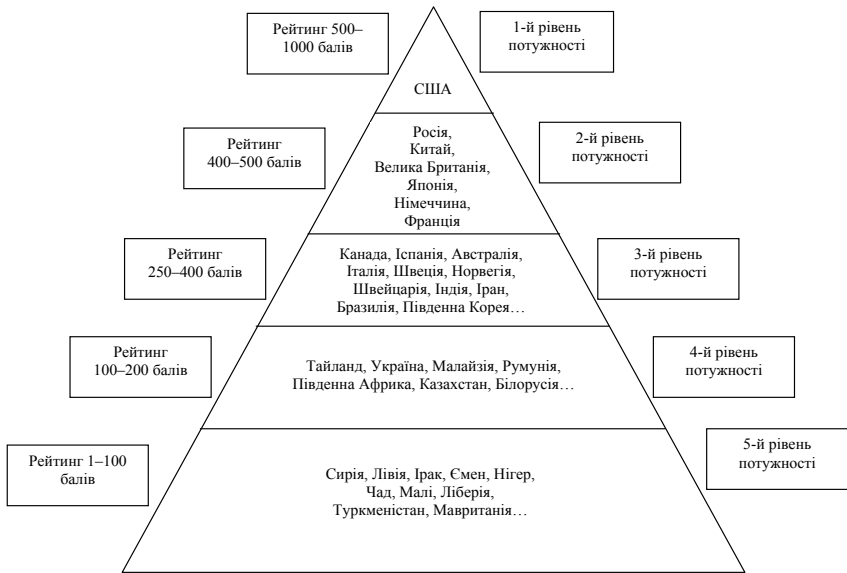 Рейтинг 500–
1000 балів
1-й рівень
потужності
США
Рейтинг
400–500 балів
Росія,
Китай,
Велика Британія,
Японія,
Німеччина,
Франція
2-й рівень
потужності
Рейтинг
250–400 балів
Канада, Іспанія, Австралія,
Італія, Швеція, Норвегія,
Швейцарія, Індія, Іран,
Бразилія, Південна Корея…
3-й рівень
потужності
Рейтинг
100–200 балів
Тайланд, Україна, Малайзія, Румунія,
Південна Африка, Казахстан, Білорусія…
4-й рівень
потужності
Рейтинг 1–100
балів
Сирія, Лівія, Ірак, Ємен, Нігер,
Чад, Малі, Ліберія,
Туркменістан, Мавританія…
5-й рівень
потужності